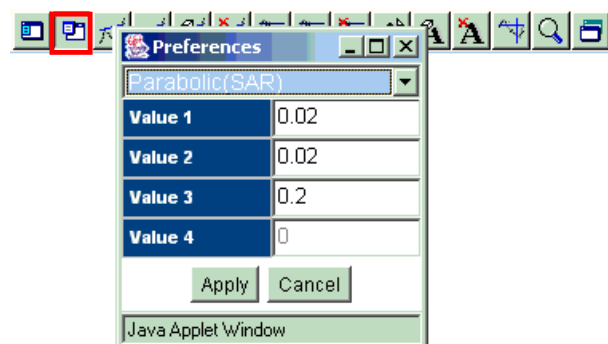 Preferences
Parabolic(SAR)
Value 1 0.02
Value 2 0.02
Value 3 0.2
Value 4 0
Apply Cancel
Java Applet Window